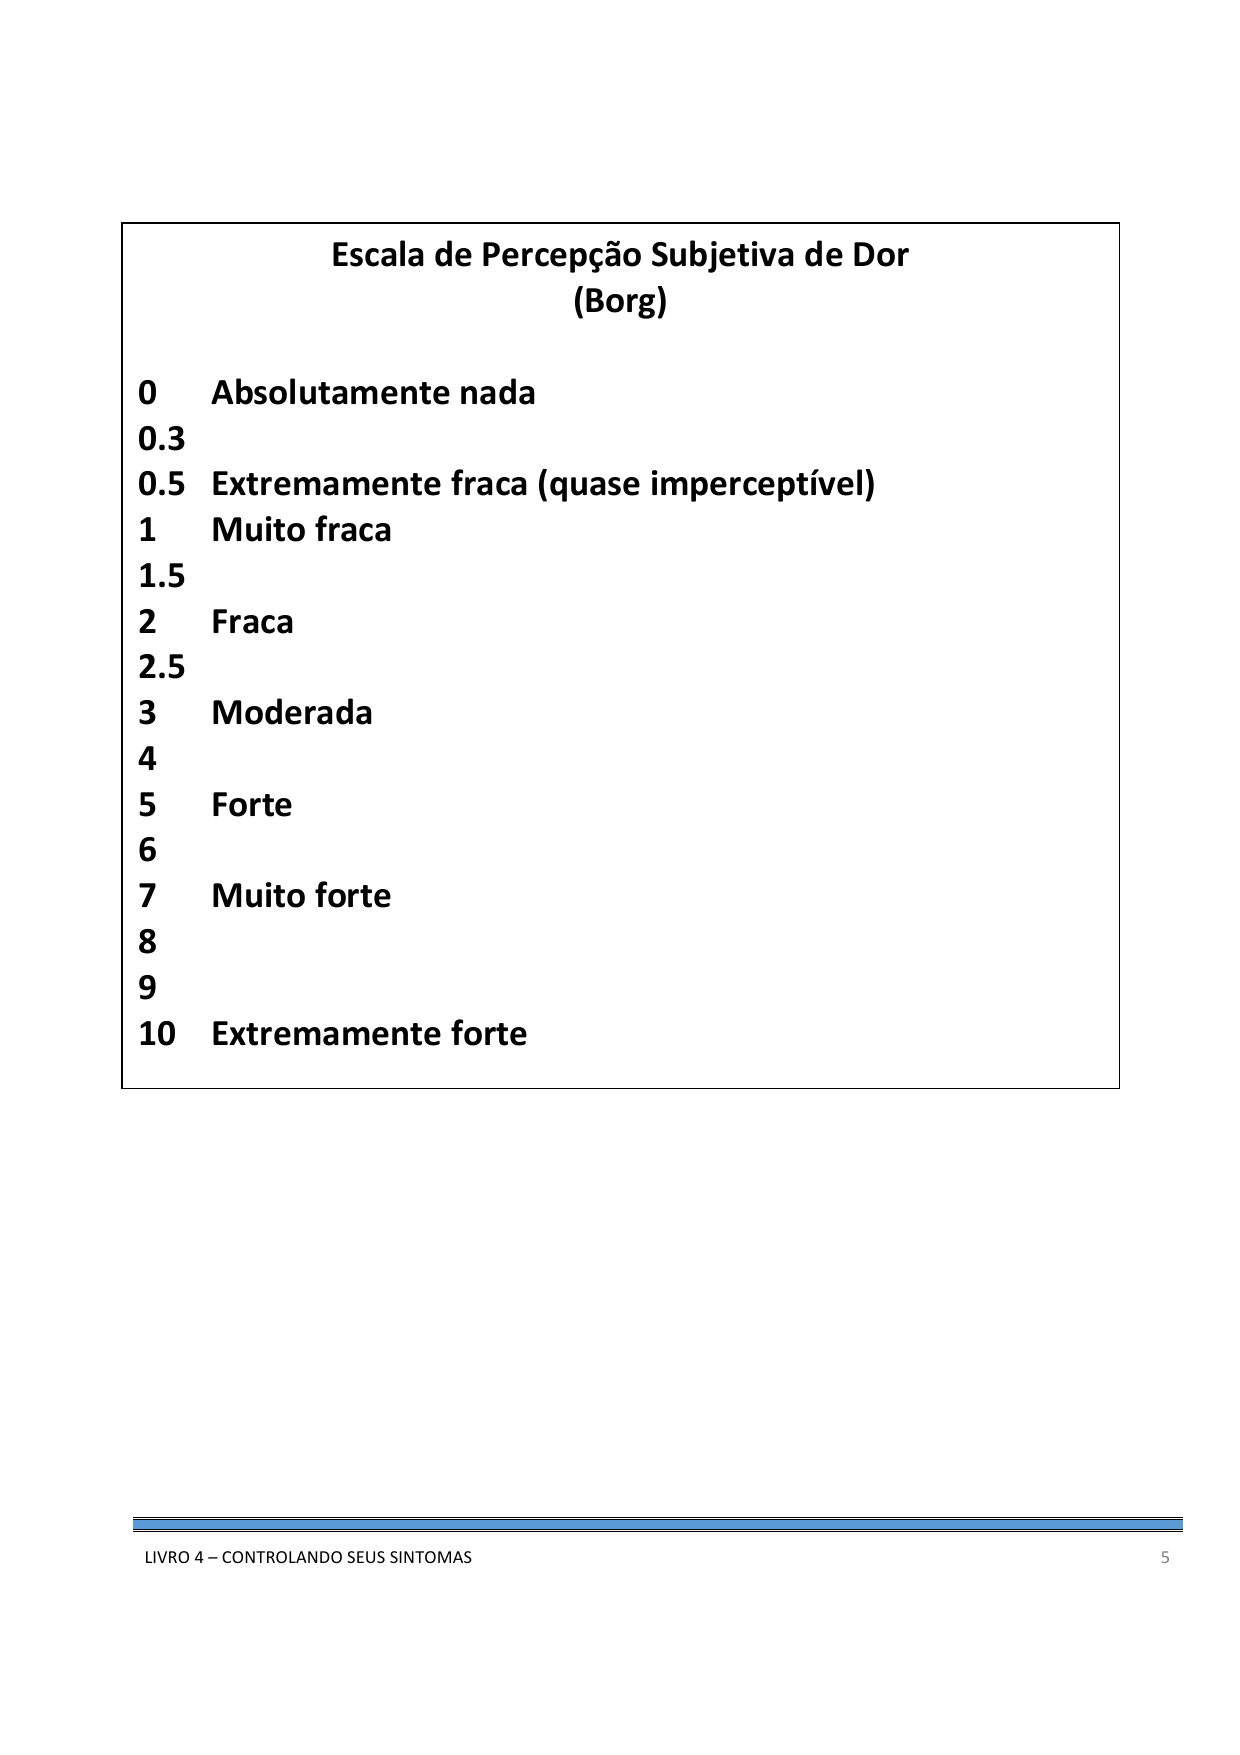 Escala de Percepção Subjetiva de Dor
(Borg)
0 Absolutamente nada
0.3
0.5 Extremamente fraca (quase imperceptível)
1 Muito fraca
1.5
2 Fraca
2.5
3 Moderada
4
5 Forte
6
7 Muito forte
8
9
10 Extremamente forte
LIVRO 4 – CONTROLANDO SEUS SINTOMAS 5